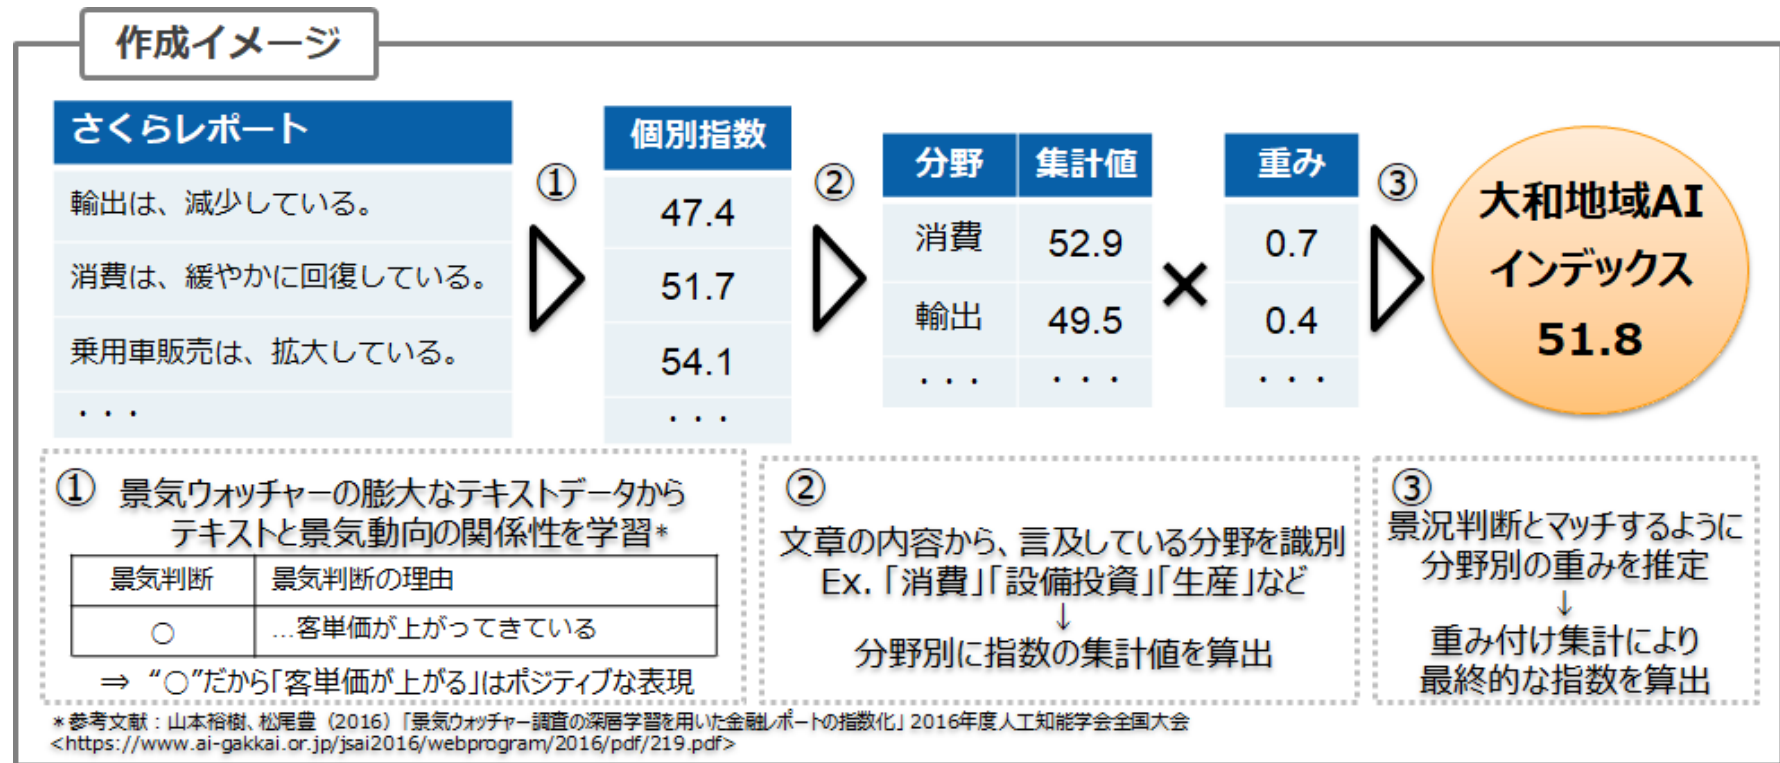 作成イメージ
さくらレポート
輸出は、減少している。
消費は、緩やかに回復している。
乗用車販売は、拡大している。
・・・
①
個別指数
47.4
51.7
54.1
・・・
②
分野 集計値
消費 52.9
輸出 49.5
・・・ ・・・
×
重み
0.7
0.4
・・・
③
大和地域AI
インデックス
51.8
① 景気ウォッチャーの膨大なテキストデータから
テキストと景気動向の関係性を学習*
景気判断 景気判断の理由
○ …客単価が上がってきている
⇒ “○”だから「客単価が上がる」はポジティブな表現
②
文章の内容から、言及している分野を識別
Ex.「消費」「設備投資」「生産」など
↓
分野別に指数の集計値を算出
③
景況判断とマッチするように
分野別の重みを推定
↓
重み付け集計により
最終的な指数を算出
*参考文献：山本裕樹、松尾豊（2016）「景気ウォッチャー調査の深層学習を用いた金融レポートの指数化」2016年度人工知能学会全国大会
<https://www.ai-gakkai.or.jp/jsai2016/webprogram/2016/pdf/219.pdf>